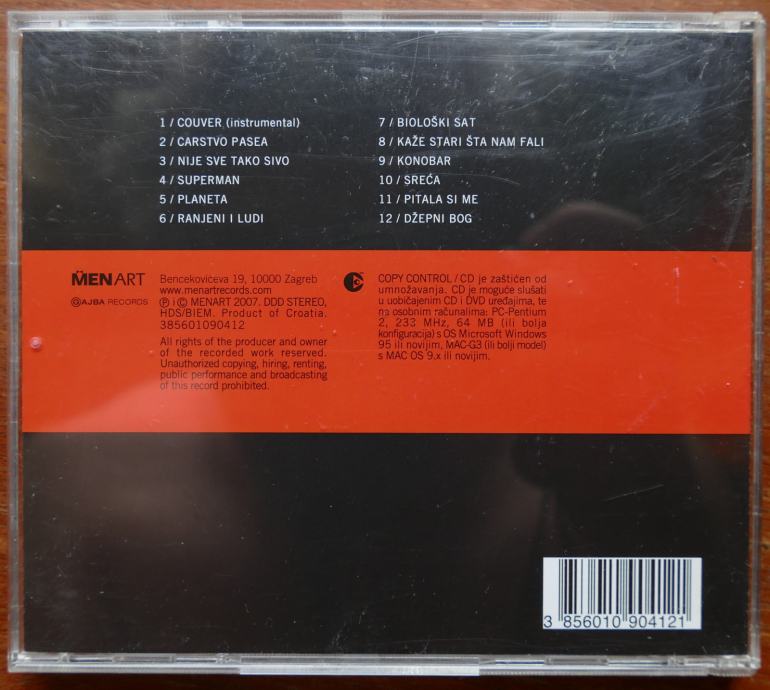 1 / COUVER (instrumental)
2 / CARSTVO PASEA
3 / NIJE SVE TAKO SIVO
4 / SUPERMAN
5 / PLANETA
6 / RANJENI I LUDI
7 / BIOLOŠKI SAT
8 / KAŽE STARI ŠTA NAM FALI
9 / KONOBAR
10 / SREĆA
11 / PITALA SI ME
12 / DŽEPNI BOG
MENART
@AJBA RECORDS
Bencekovićeva 19, 10000 Zagreb
www.menartrecords.com
Ⓟ i © MENART 2007. DDD STEREO,
HDS/BIEM. Product of Croatia.
385601090412
All rights of the producer and owner
of the recorded work reserved.
Unauthorized copying, hiring, renting,
public performance and broadcasting
of this record prohibited.
COPY CONTROL / CD je zaštićen od
umnožavanja. CD je moguće slušati
u uobičajenim CD i DVD uređajima, te
na osobnim računalima: PC-Pentium
2, 233 MHz, 64 MB (ili bolja
konfiguracija) s OS Microsoft Windows
95 ili novijim, MAC-G3 (ili bolji model)
s MAC OS 9.x ili novijim.
3 856010 904121